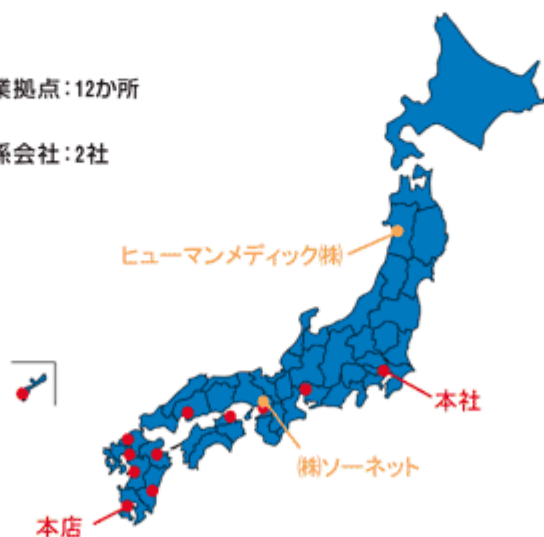 業拠点：12か所
係会社：2社
ヒューマンメディック㈱
本社
㈱ソーネット
本店